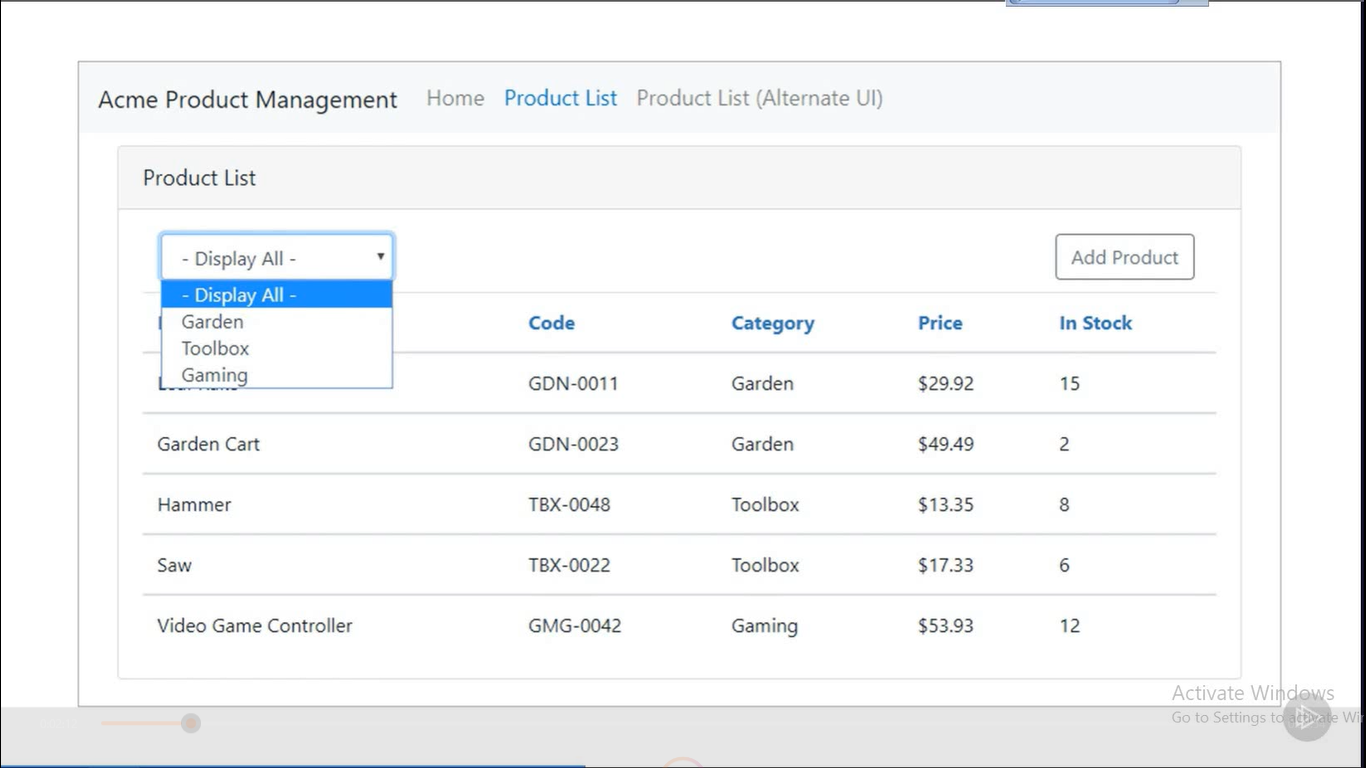 Acme Product Management Home Product List Product List (Alternate UI)
Product List
- Display All - Add Product
- Display All -
Garden
Toolbox
Gaming
Code Category Price In Stock
GDN-0011 Garden $29.92 15
Garden Cart GDN-0023 Garden $49.49 2
Hammer TBX-0048 Toolbox $13.35 8
Saw TBX-0022 Toolbox $17.33 6
Video Game Controller GMG-0042 Gaming $53.93 12
Activate Windows
Go to Settings to activate